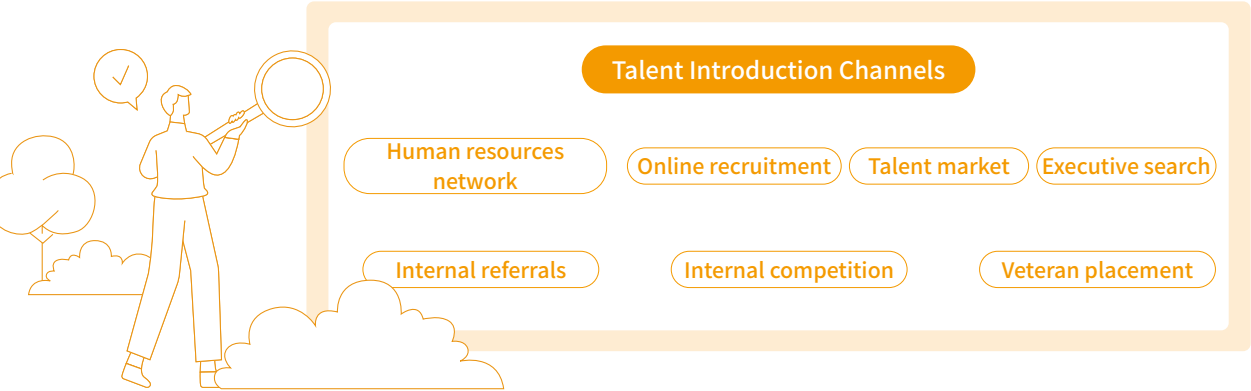 Talent Introduction Channels
Human resources
network
Online recruitment
Talent market
Executive search
Internal referrals
Internal competition
Veteran placement